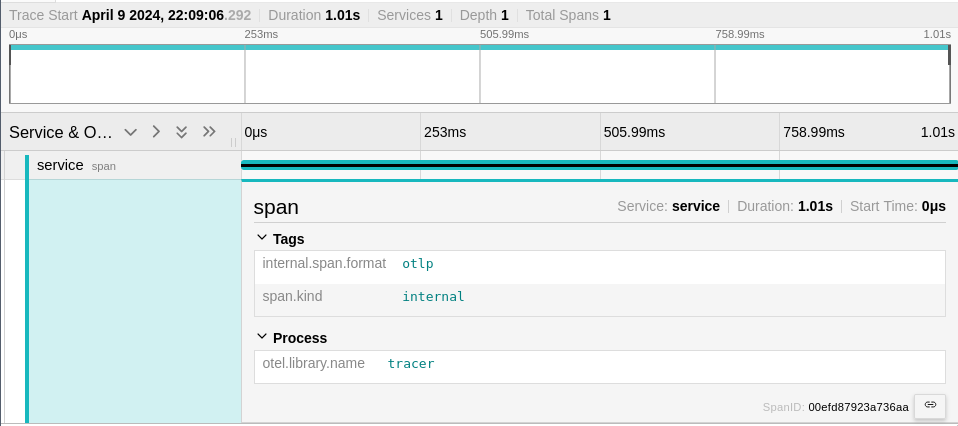 Trace Start April 9 2024, 22:09:06.292 Duration 1.01s Services 1 Depth 1 Total Spans 1
0μs 253ms 505.99ms 758.99ms 1.01s
Service & O… 0μs 253ms 505.99ms 758.99ms 1.01s
service span
span Service: service Duration: 1.01s Start Time: 0μs
Tags
internal.span.format otlp
span.kind internal
Process
otel.library.name tracer
SpanID: 00efd87923a736aa